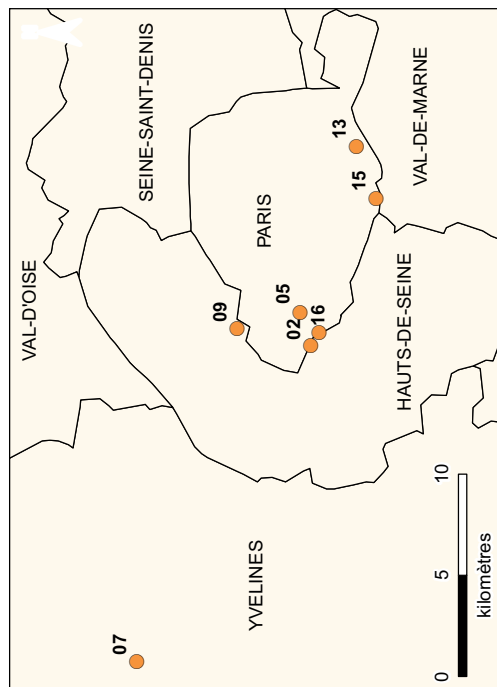 VAL-D'OISE
07
SEINE-SAINT-DENIS
09
YVELINES
PARIS
05
02
16
13
15
HAUTS-DE-SEINE
VAL-DE-MARNE
0 5 10
kilomètres